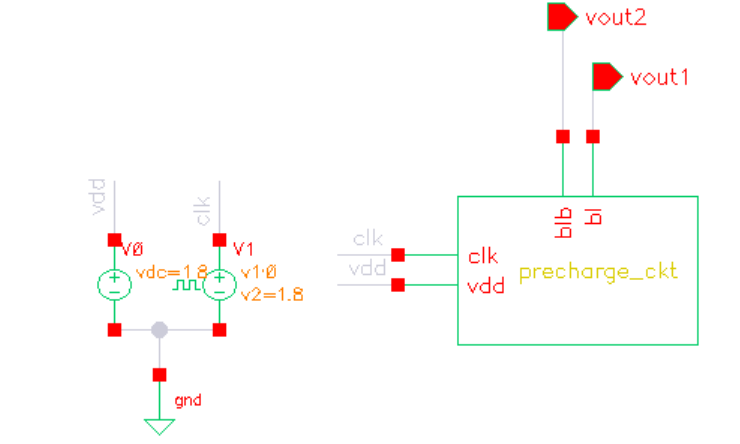 vout2
vout1
vdd
clk
V0
V1
vdc=1.8
v1:0
v2=1.8
gnd
clk
vdd
blb
bl
clk
vdd
precharge_ckt